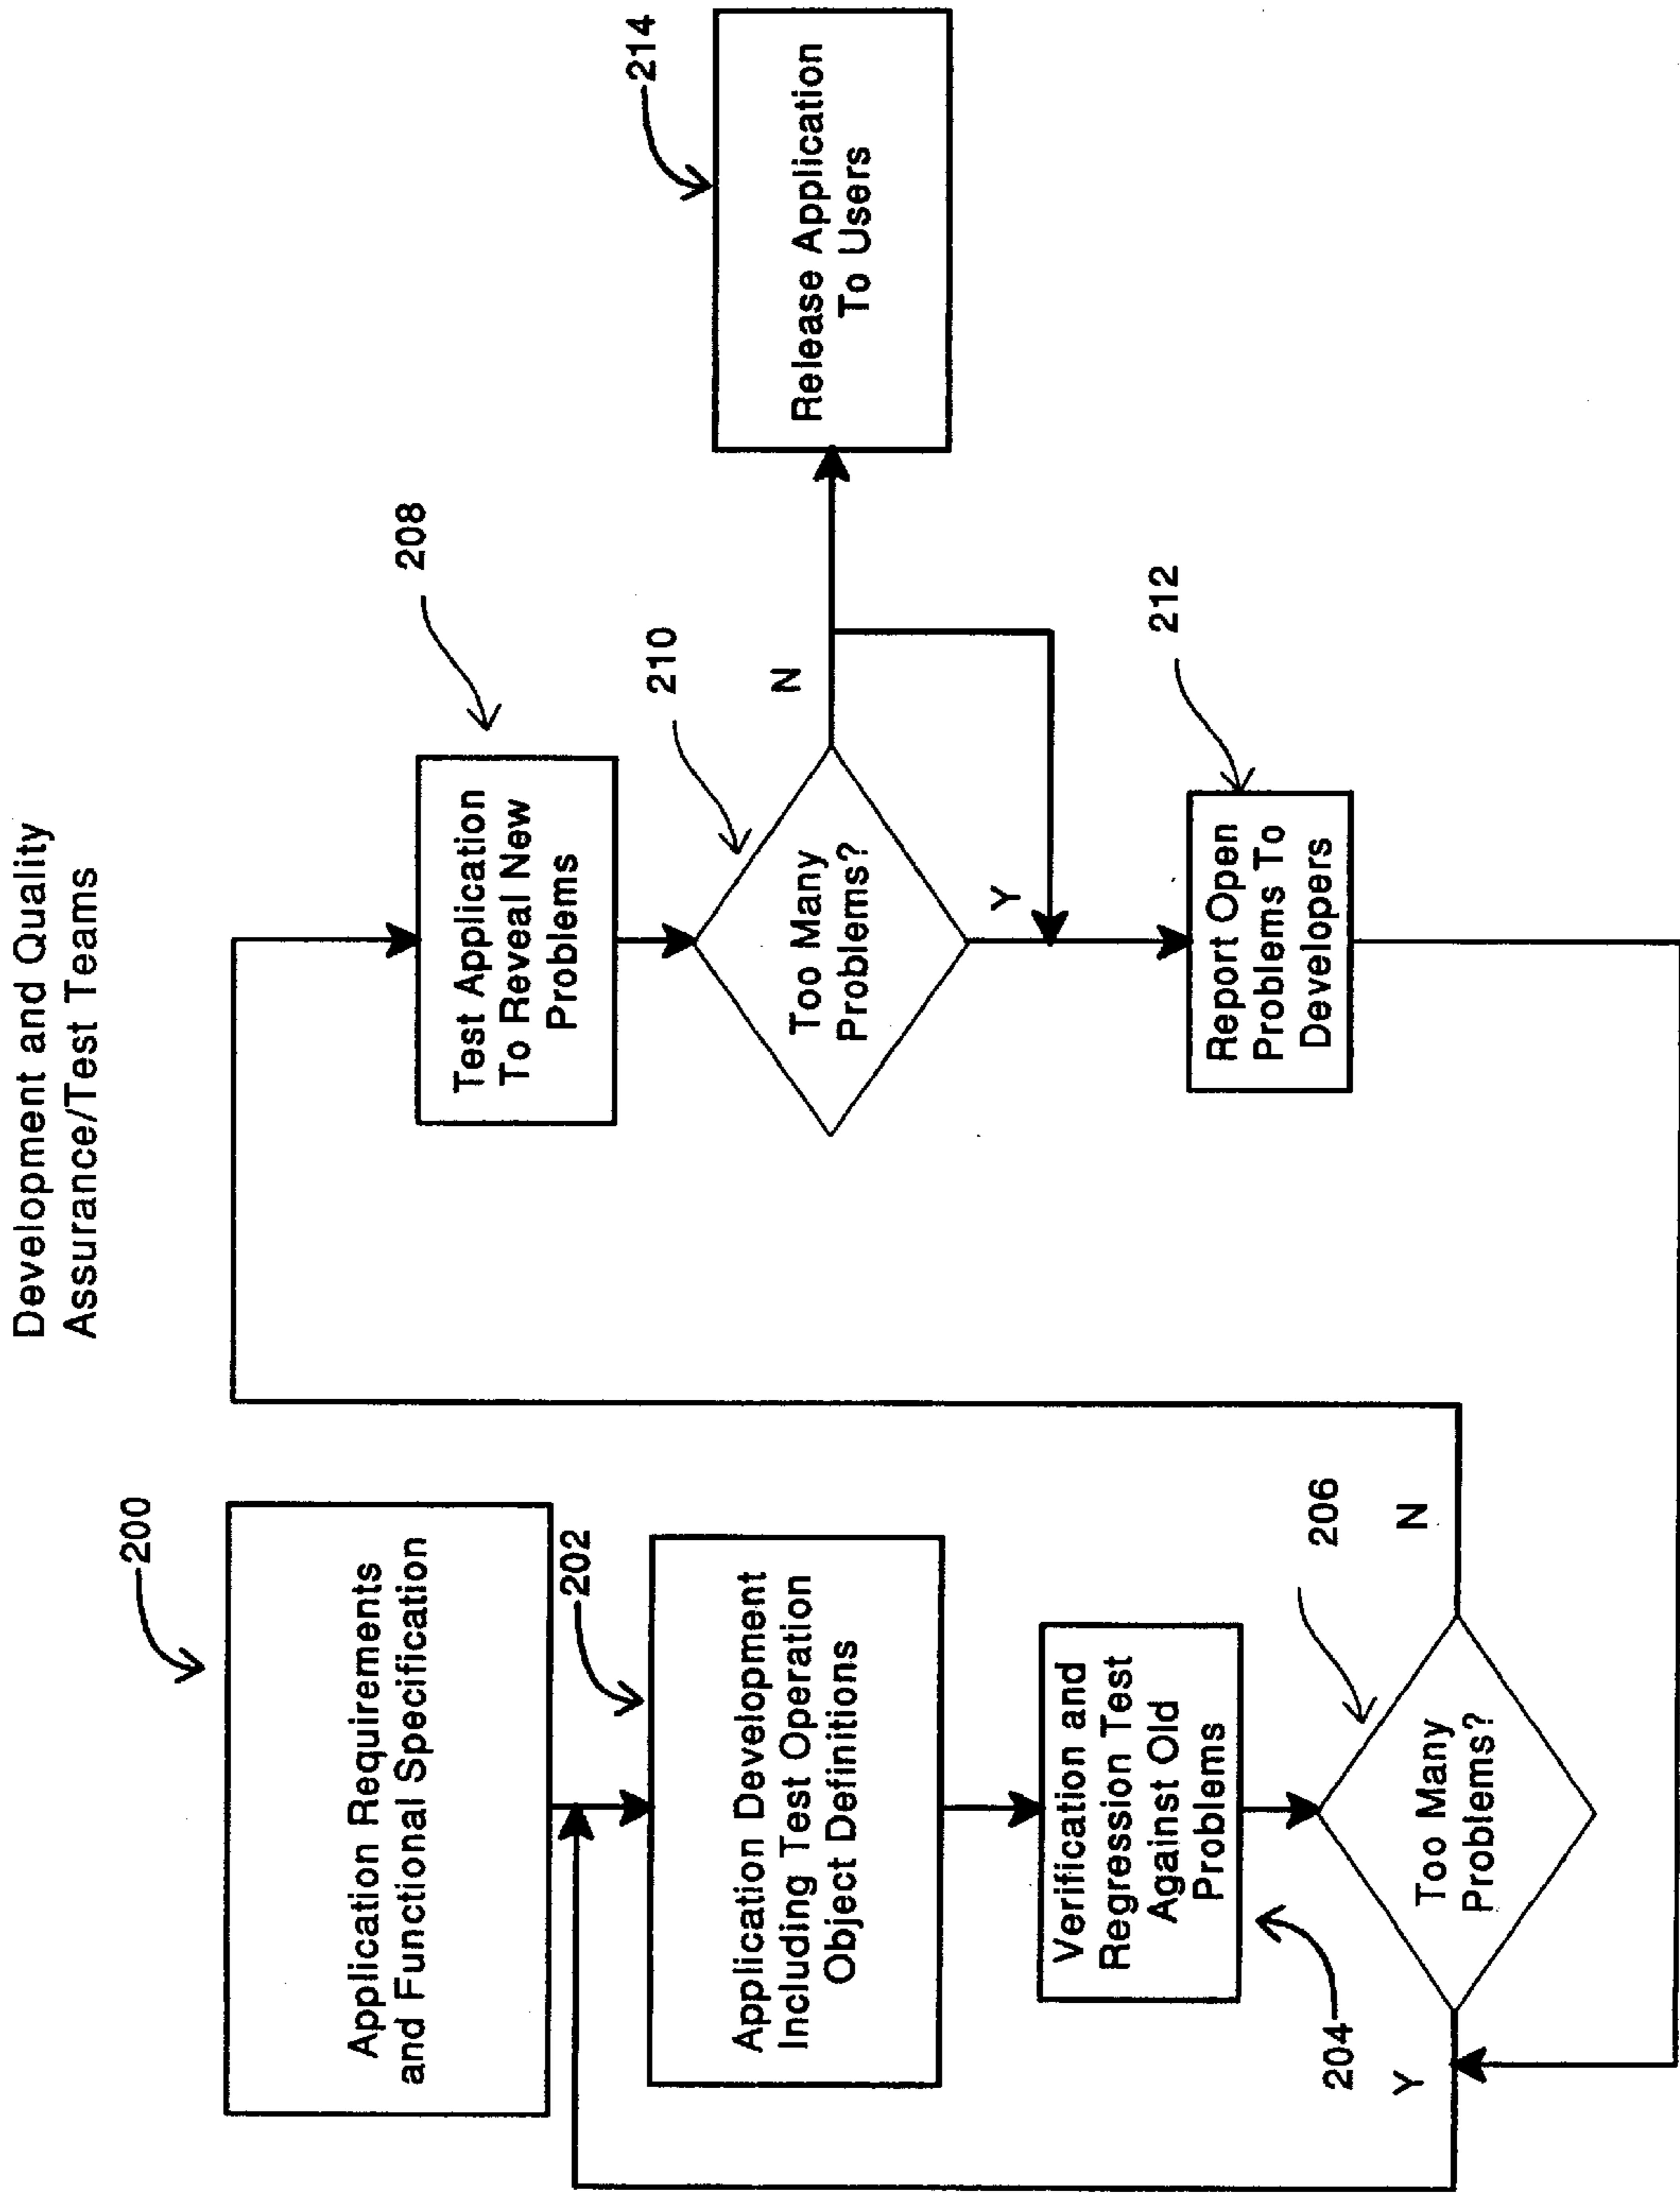 Development and Quality
Assurance/Test Teams
200
Application Requirements
and Functional Specification
202
Application Development
Including Test Operation
Object Definitions
Verification and
Regression Test
Against Old
Problems
204
206
Too Many
Problems?
Y
N
208
Test Application
To Reveal New
Problems
210
Too Many
Problems?
N
Y
212
Report Open
Problems To
Developers
214
Release Application
To Users